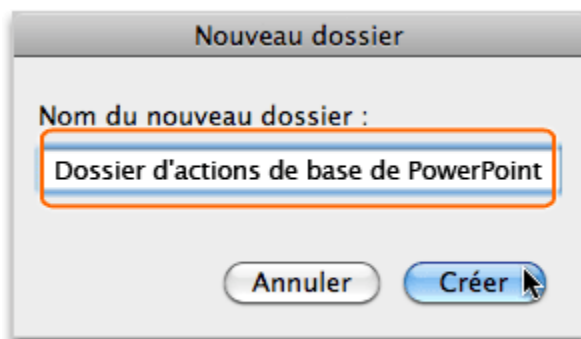 Nouveau dossier
Nom du nouveau dossier :
Dossier d'actions de base de PowerPoint
Annuler Créer